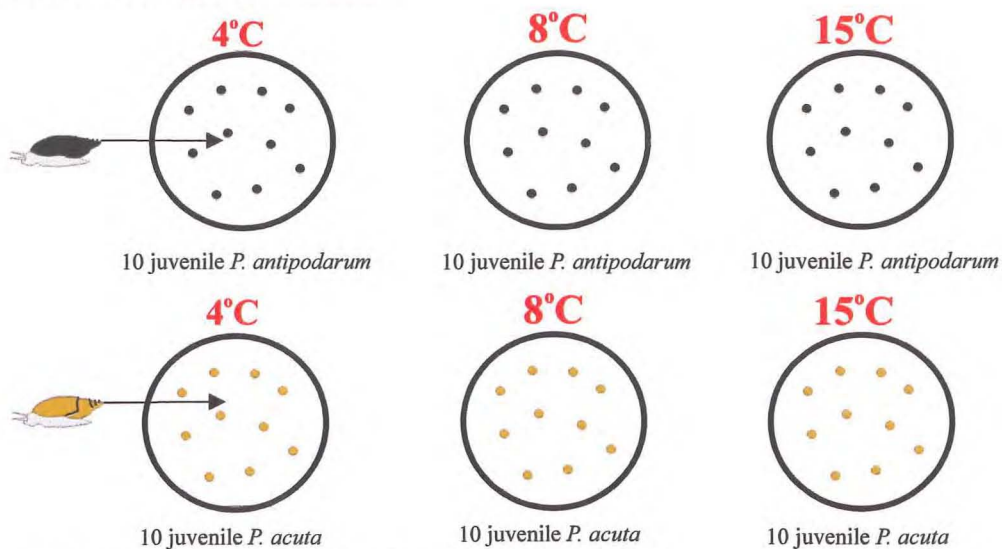 4°C 8°C 15°C
10 juvenile P. antipodarum 10 juvenile P. antipodarum 10 juvenile P. antipodarum
4°C 8°C 15°C
10 juvenile P. acuta 10 juvenile P. acuta 10 juvenile P. acuta